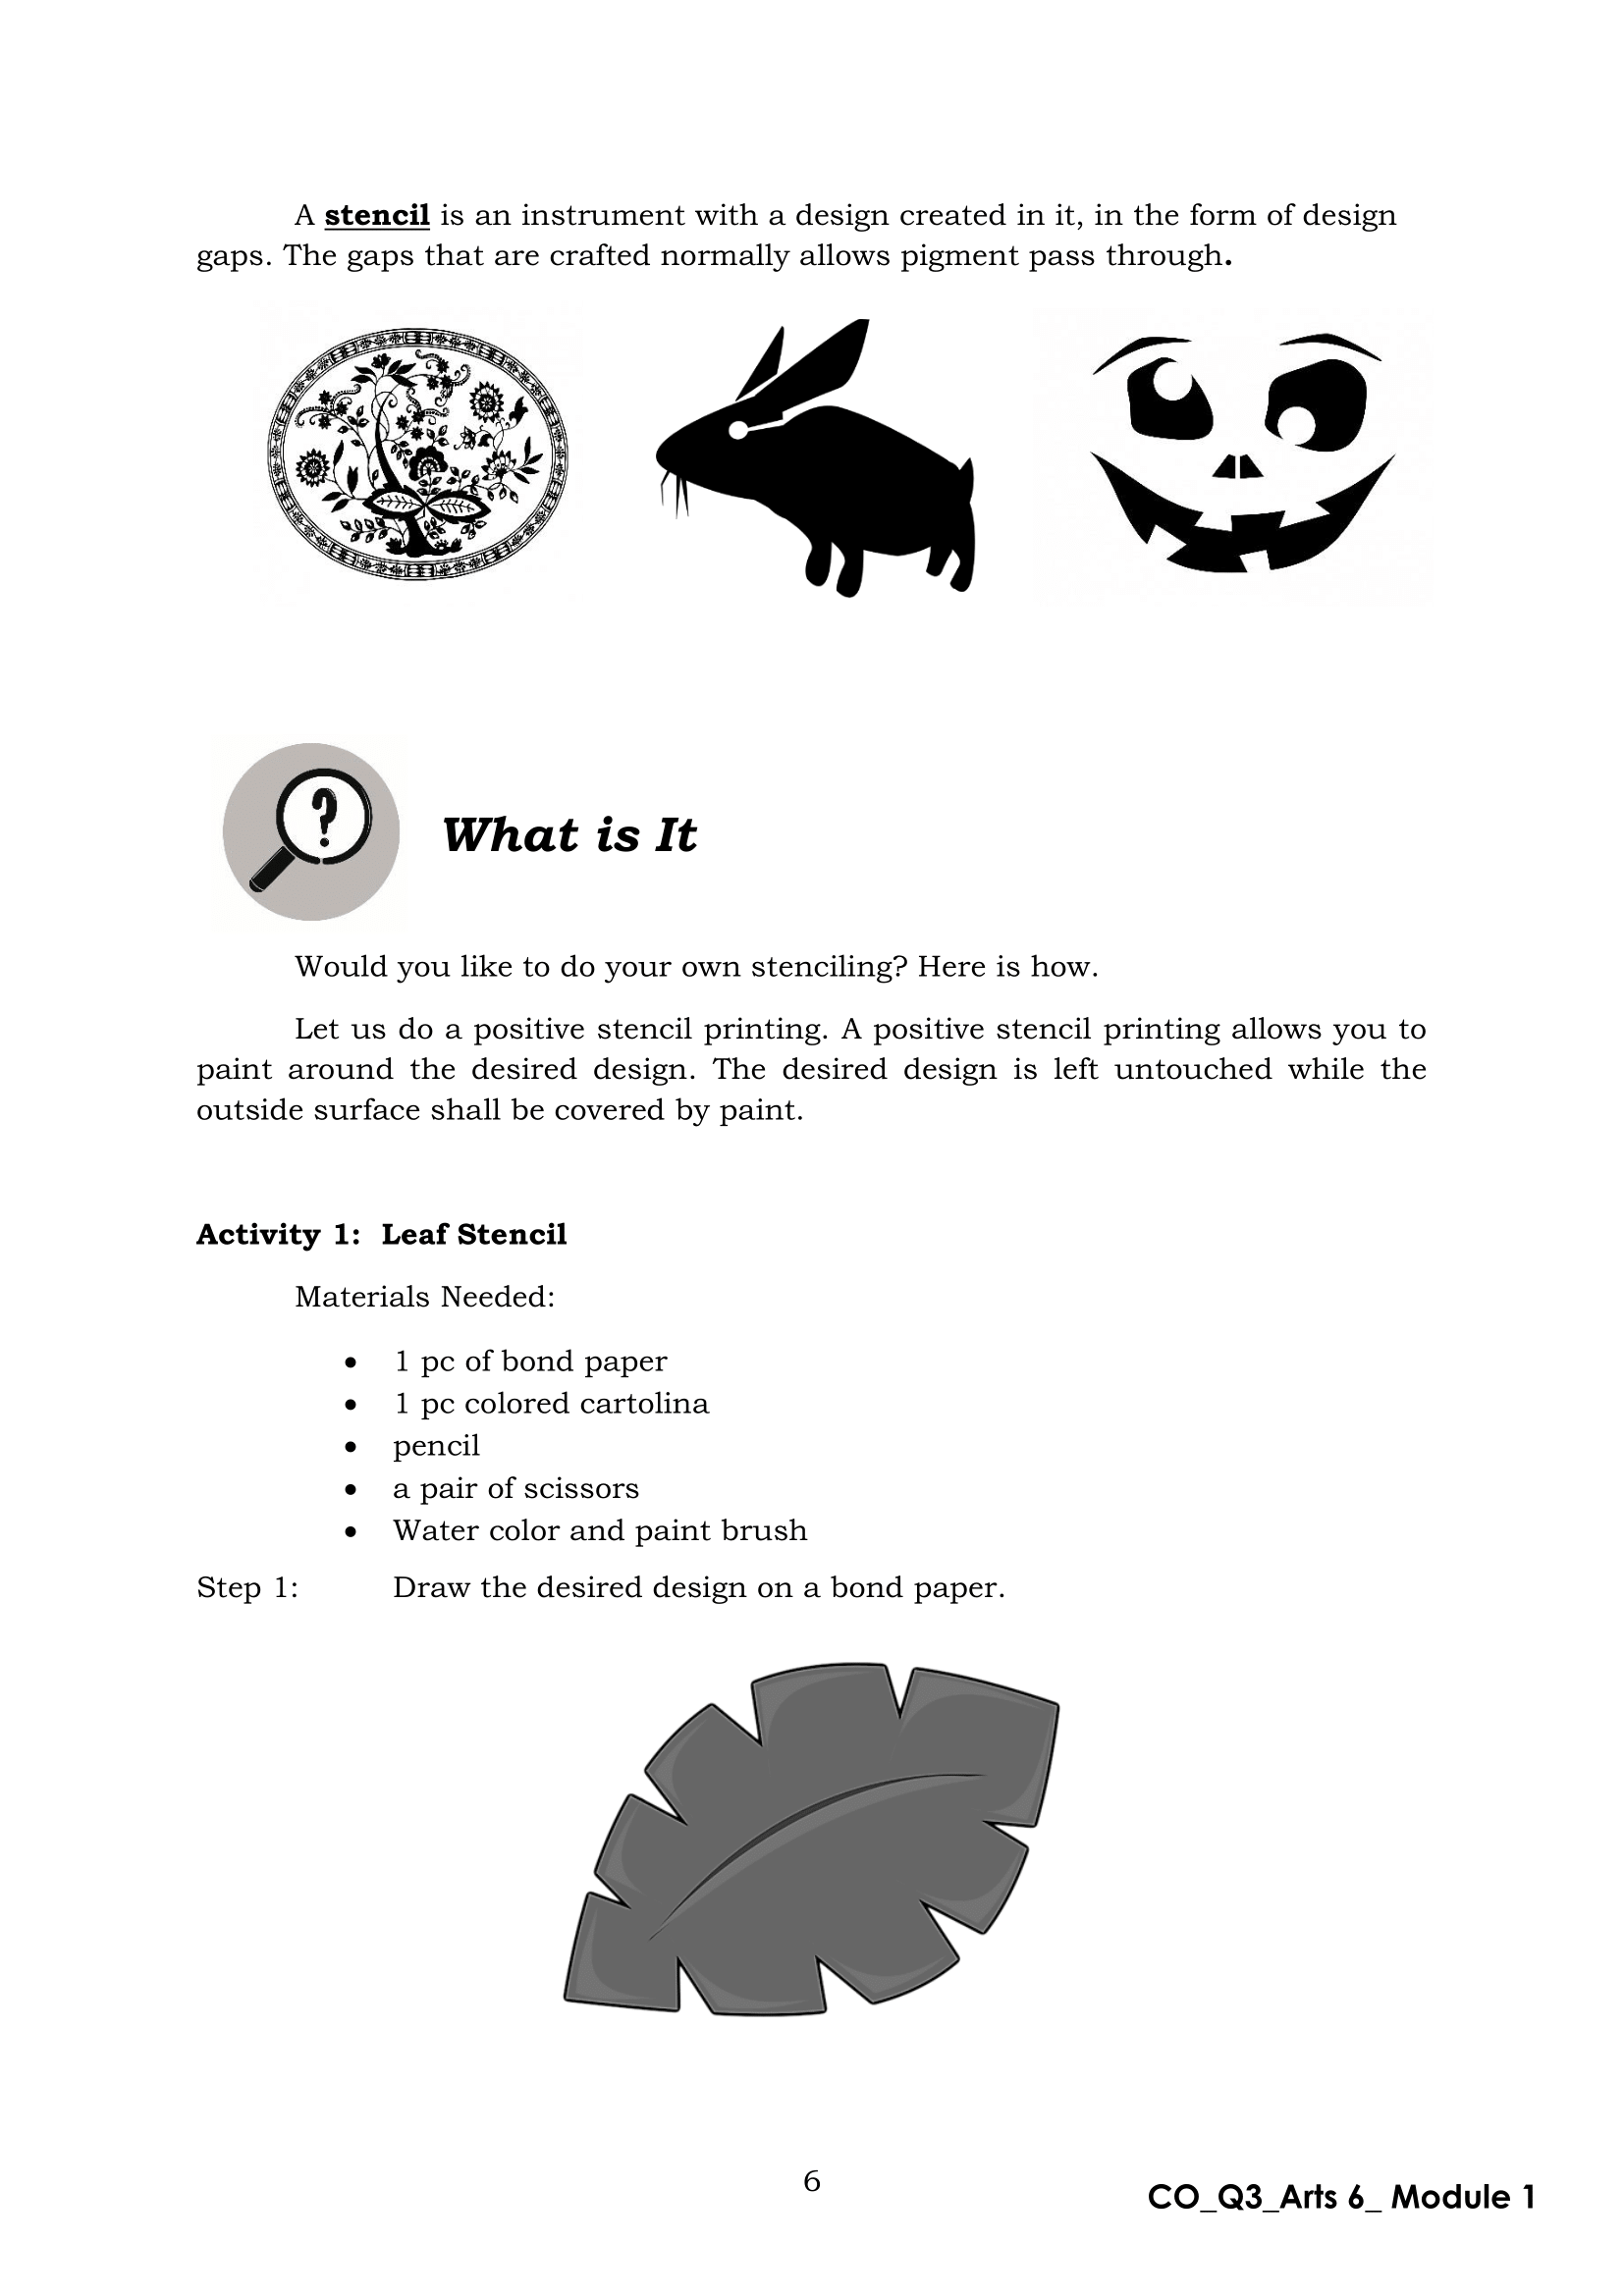 A stencil is an instrument with a design created in it, in the form of design
gaps. The gaps that are crafted normally allows pigment pass through.
?
What is It
Would you like to do your own stenciling? Here is how.
Let us do a positive stencil printing. A positive stencil printing allows you to
paint around the desired design. The desired design is left untouched while the
outside surface shall be covered by paint.
Activity 1: Leaf Stencil
Materials Needed:
• 1 pc of bond paper
• 1 pc colored cartolina
• pencil
• a pair of scissors
• Water color and paint brush
Step 1: Draw the desired design on a bond paper.
6
CO_Q3_Arts 6_ Module 1